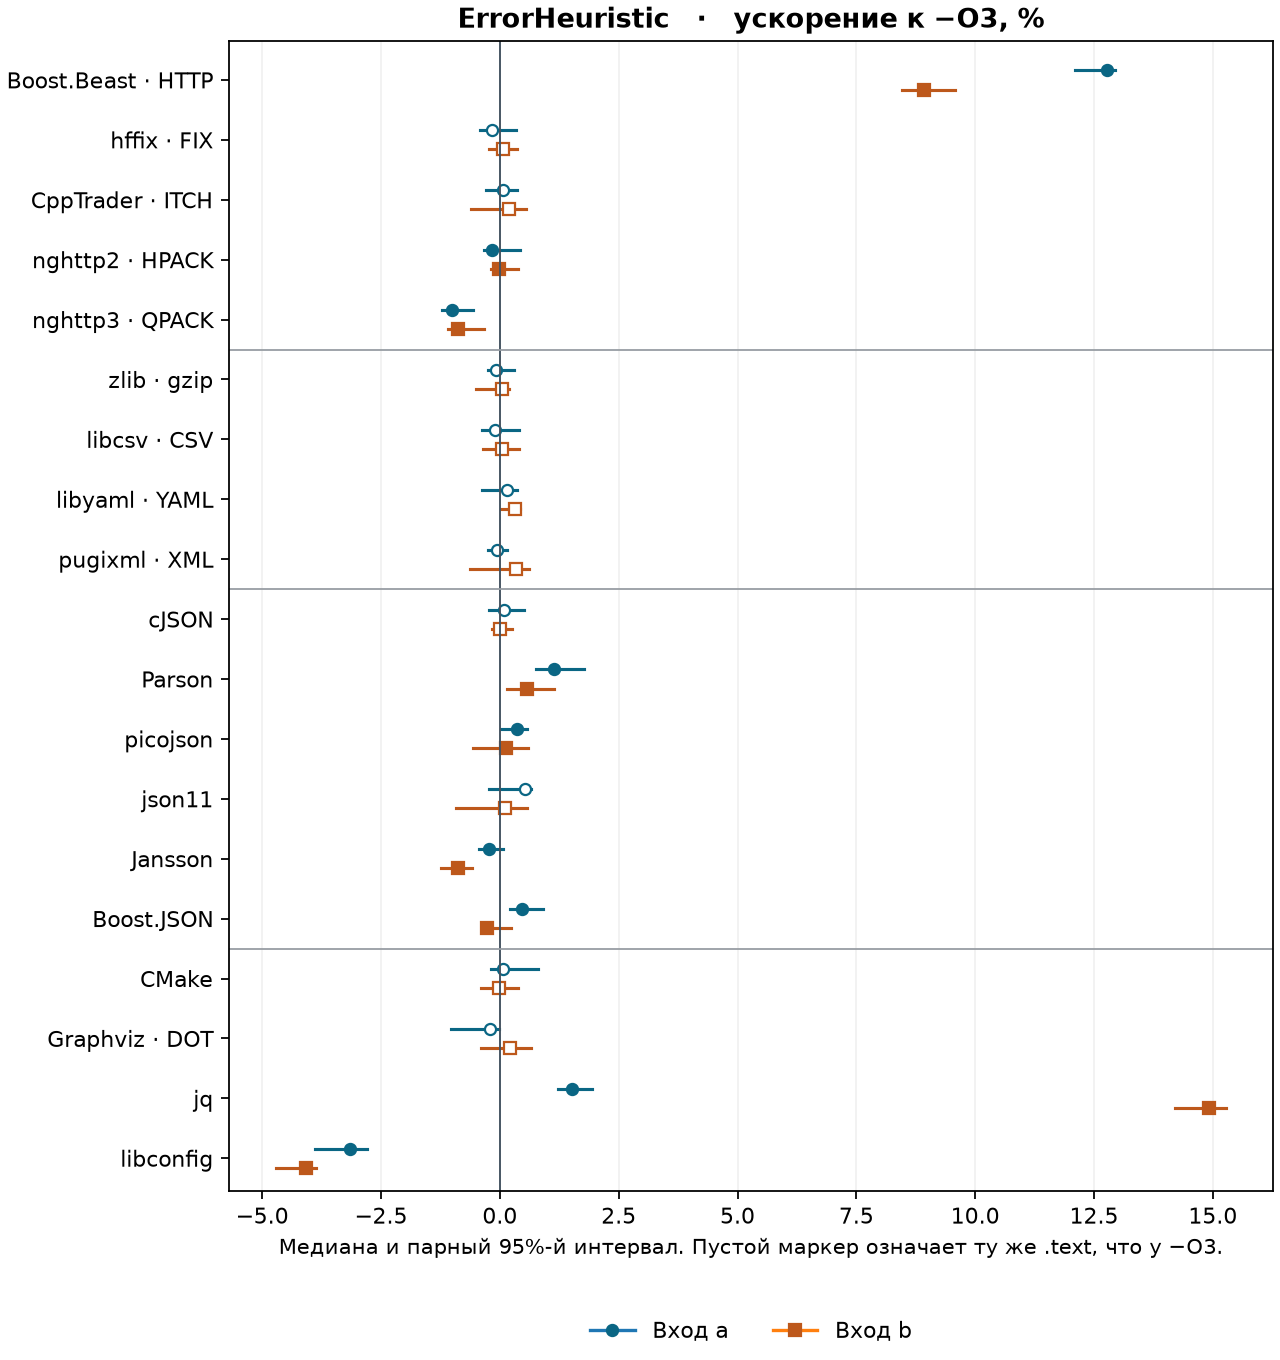 ErrorHeuristic · ускорение к −O3, %
Boost.Beast · HTTP
hffix · FIX
CppTrader · ITCH
nghttp2 · HPACK
nghttp3 · QPACK
zlib · gzip
libcsv · CSV
libyaml · YAML
pugixml · XML
cJSON
Parson
picojson
json11
Jansson
Boost.JSON
CMake
Graphviz · DOT
jq
libconfig
−5.0 −2.5 0.0 2.5 5.0 7.5 10.0 12.5 15.0
Медиана и парный 95%-й интервал. Пустой маркер означает ту же .text, что у −O3.
Вход a Вход b